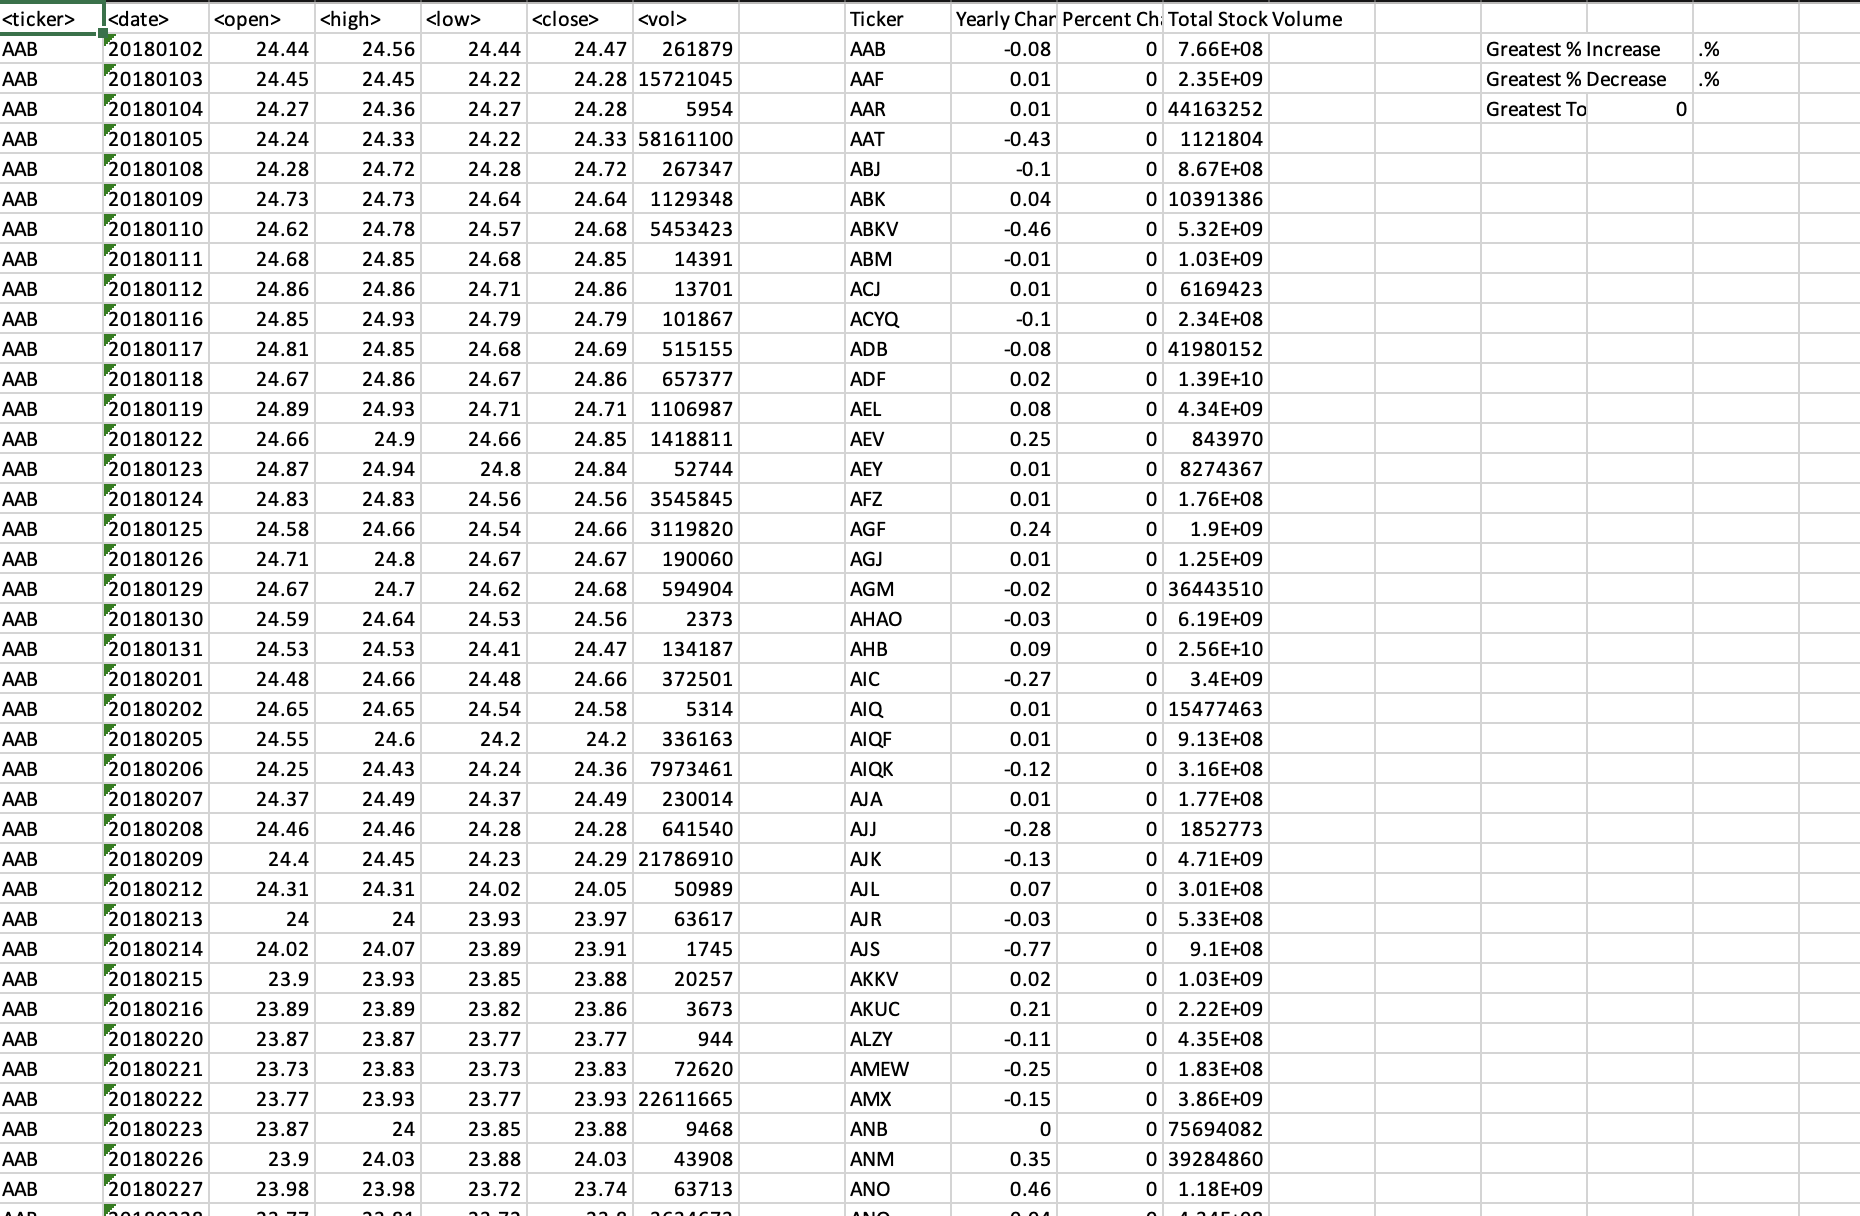 <ticker> <date> <open> <high> <low> <close> <vol> Ticker Yearly Char Percent Ch Total Stock Volume
AAB 20180102 24.44 24.56 24.44 24.47 261879 AAB -0.08 0 7.66E+08 Greatest % Increase .%
AAB 20180103 24.45 24.45 24.22 24.28 15721045 AAF 0.01 0 2.35E+09 Greatest % Decrease .%
AAB 20180104 24.27 24.36 24.27 24.28 5954 AAR 0.01 0 44163252 Greatest To 0
AAB 20180105 24.24 24.33 24.22 24.33 58161100 AAT -0.43 0 1121804
AAB 20180108 24.28 24.72 24.28 24.72 267347 ABJ -0.1 0 8.67E+08
AAB 20180109 24.73 24.73 24.64 24.64 1129348 ABK 0.04 0 10391386
AAB 20180110 24.62 24.78 24.57 24.68 5453423 ABKV -0.46 0 5.32E+09
AAB 20180111 24.68 24.85 24.68 24.85 14391 ABM -0.01 0 1.03E+09
AAB 20180112 24.86 24.86 24.71 24.86 13701 ACJ 0.01 0 6169423
AAB 20180116 24.85 24.93 24.79 24.79 101867 ACYQ -0.1 0 2.34E+08
AAB 20180117 24.81 24.85 24.68 24.69 515155 ADB -0.08 0 41980152
AAB 20180118 24.67 24.86 24.67 24.86 657377 ADF 0.02 0 1.39E+10
AAB 20180119 24.89 24.93 24.71 24.71 1106987 AEL 0.08 0 4.34E+09
AAB 20180122 24.66 24.9 24.66 24.85 1418811 AEV 0.25 0 843970
AAB 20180123 24.87 24.94 24.8 24.84 52744 AEY 0.01 0 8274367
AAB 20180124 24.83 24.83 24.56 24.56 3545845 AFZ 0.01 0 1.76E+08
AAB 20180125 24.58 24.66 24.54 24.66 3119820 AGF 0.24 0 1.9E+09
AAB 20180126 24.71 24.8 24.67 24.67 190060 AGJ 0.01 0 1.25E+09
AAB 20180129 24.67 24.7 24.62 24.68 594904 AGM -0.02 0 36443510
AAB 20180130 24.59 24.64 24.53 24.56 2373 AHAO -0.03 0 6.19E+09
AAB 20180131 24.53 24.53 24.41 24.47 134187 AHB 0.09 0 2.56E+10
AAB 20180201 24.48 24.66 24.48 24.66 372501 AIC -0.27 0 3.4E+09
AAB 20180202 24.65 24.65 24.54 24.58 5314 AIQ 0.01 0 15477463
AAB 20180205 24.55 24.6 24.2 24.2 336163 AIQF 0.01 0 9.13E+08
AAB 20180206 24.25 24.43 24.24 24.36 7973461 AIQK -0.12 0 3.16E+08
AAB 20180207 24.37 24.49 24.37 24.49 230014 AJA 0.01 0 1.77E+08
AAB 20180208 24.46 24.46 24.28 24.28 641540 AJJ -0.28 0 1852773
AAB 20180209 24.4 24.45 24.23 24.29 21786910 AJK -0.13 0 4.71E+09
AAB 20180212 24.31 24.31 24.02 24.05 50989 AJL 0.07 0 3.01E+08
AAB 20180213 24 24 23.93 23.97 63617 AJR -0.03 0 5.33E+08
AAB 20180214 24.02 24.07 23.89 23.91 1745 AJS -0.77 0 9.1E+08
AAB 20180215 23.9 23.93 23.85 23.88 20257 AKKV 0.02 0 1.03E+09
AAB 20180216 23.89 23.89 23.82 23.86 3673 AKUC 0.21 0 2.22E+09
AAB 20180220 23.87 23.87 23.77 23.77 944 ALZY -0.11 0 4.35E+08
AAB 20180221 23.73 23.83 23.73 23.83 72620 AMEW -0.25 0 1.83E+08
AAB 20180222 23.77 23.93 23.77 23.93 22611665 AMX -0.15 0 3.86E+09
AAB 20180223 23.87 24 23.85 23.88 9468 ANB 0 0 75694082
AAB 20180226 23.9 24.03 23.88 24.03 43908 ANM 0.35 0 39284860
AAB 20180227 23.98 23.98 23.72 23.74 63713 ANO 0.46 0 1.18E+09